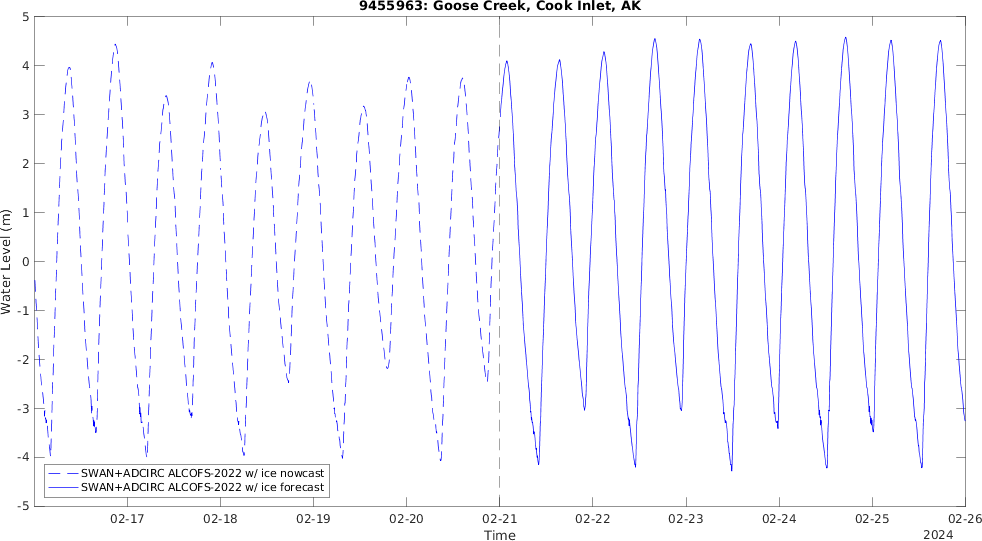 9455963: Goose Creek, Cook Inlet, AK
5
4
3
2
1
0
-1
-2
-3
-4
-5
Water Level (m)
SWAN+ADCIRC ALCOFS-2022 w/ ice nowcast
SWAN+ADCIRC ALCOFS-2022 w/ ice forecast
02-17 02-18 02-19 02-20 02-21 02-22 02-23 02-24 02-25 02-26
Time
2024